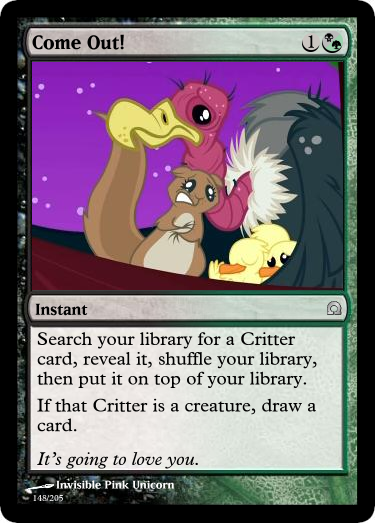 Come Out! 1
Instant
Search your library for a Critter
card, reveal it, shuffle your library,
then put it on top of your library.
If that Critter is a creature, draw a
card.
It's going to love you.
Invisible Pink Unicorn
148/205